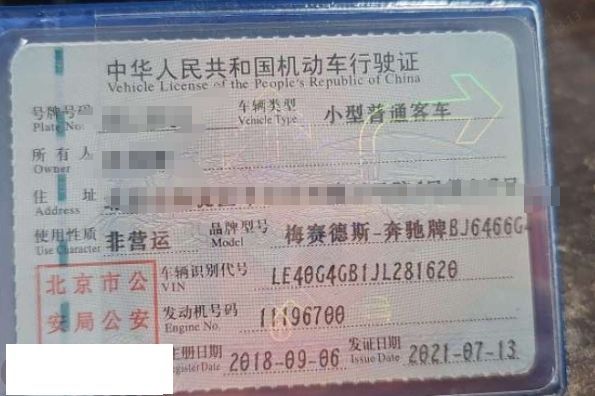 中华人民共和国机动车行驶证
Vehicle License of the People's Republic of China
号牌号码 车辆类型 小型普通客车
Plate No. Vehicle Type
所有人
Owner
住址
Address
使用性质 非营运 品牌型号 梅赛德斯-奔驰牌BJ6466G4
Use Character Model
车辆识别代号 LE40G4GB1JL281620
VIN
北京市公
安局公安
发动机号码 11196700
Engine No.
注册日期 2018-09-06 发证日期 2021-07-13
Register Date Issue Date